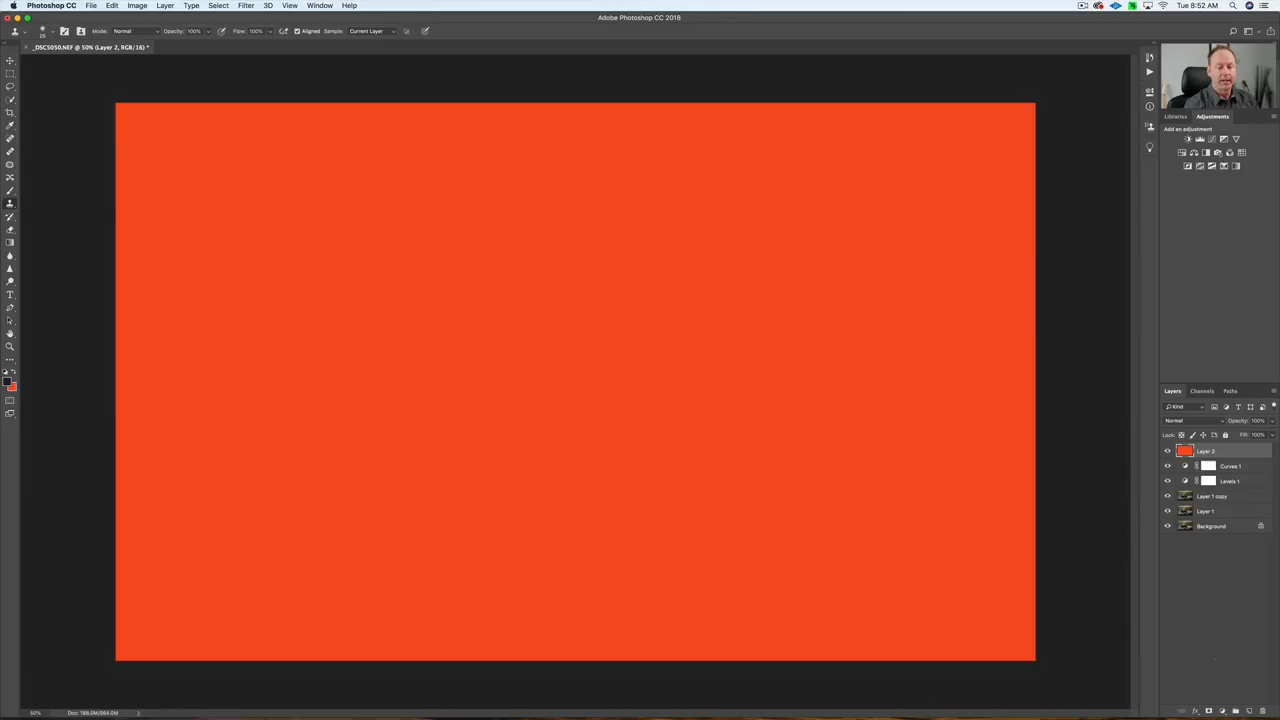 Photoshop CC File Edit Image Layer Type Select Filter 3D View Window Help Tue 8:52 AM
Adobe Photoshop CC 2018
25 Mode: Normal Opacity: 100% Flow: 100% Aligned Sample: Current Layer
_DSC5050.NEF @ 50% (Layer 2, RGB/16) *
Libraries Adjustments
Add an adjustment
Layers Channels Paths
Kind
Normal Opacity: 100%
Lock: Fill: 100%
Layer 2
Curves 1
Levels 1
Layer 1 copy
Layer 1
Background
50% Doc: 188.0M/664.0M